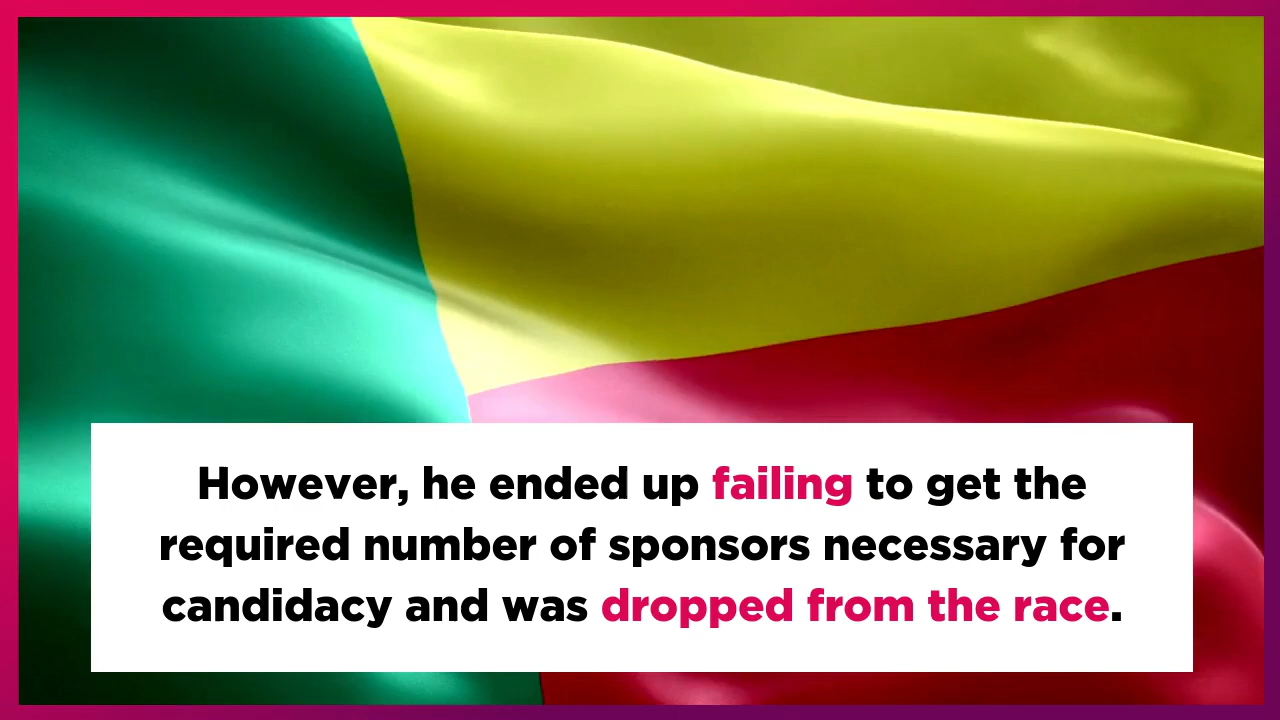 However, he ended up failing to get the
required number of sponsors necessary for
candidacy and was dropped from the race.